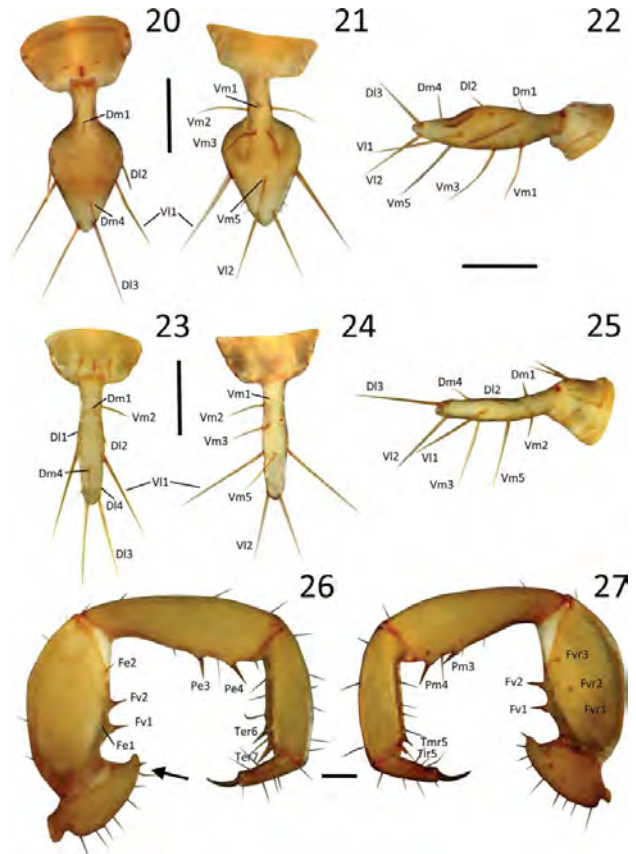 20
21
22
Dm1
Dl2
Dm4
Dl3
Vl1
Vm1
Vm2
Vm3
Vm5
Vl2
Dl3
Dm4
Dl2
Dm1
Vl1
Vl2
Vm5
Vm3
Vm1
23
24
25
Dm1
Vm2
Dl1
Dl2
Dm4
Dl4
Dl3
Vl1
Vm1
Vm2
Vm3
Vm5
Vl2
Dl3
Dm4
Dl2
Dm1
Vl2
Vl1
Vm3
Vm5
Vm2
26
27
Fe2
Fv2
Fv1
Fe1
Pe3
Pe4
Ter6
Ter7
Pm4
Pm3
Tmr5
Tir5
Fv2
Fv1
Fvr3
Fvr2
Fvr1